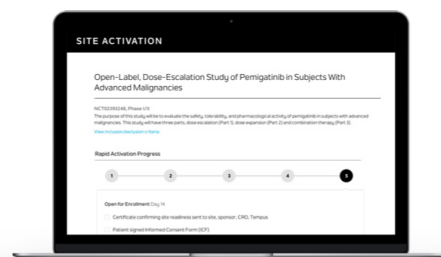 SITE ACTIVATION
Open-Label, Dose-Escalation Study of Pemigatinib in Subjects With
Advanced Malignancies
NCT02393248, Phase I/II
The purpose of this study will be to evaluate the safety, tolerability, and pharmacological activity of pemigatinib in subjects with advanced
malignancies. This study will have three parts, dose escalation (Part 1), dose expansion (Part 2) and combination therapy (Part 3).
View inclusion/exclusion criteria
Rapid Activation Progress
1 2 3 4 5
Open for Enrollment Day 14
Certificate confirming site readiness sent to site, sponsor, CRO, Tempus
Patient signed Informed Consent Form (ICF)